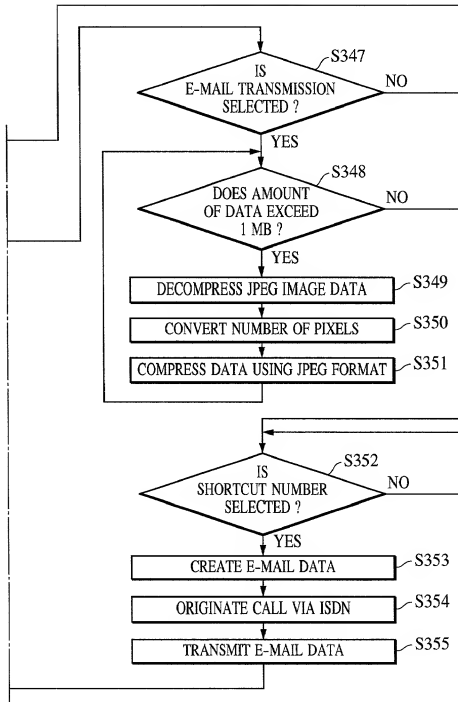 S347
IS
E-MAIL TRANSMISSION
SELECTED ?
NO
YES
S348
DOES AMOUNT
OF DATA EXCEED
1 MB ?
NO
YES
DECOMPRESS JPEG IMAGE DATA
S349
CONVERT NUMBER OF PIXELS
S350
COMPRESS DATA USING JPEG FORMAT
S351
S352
IS
SHORTCUT NUMBER
SELECTED ?
NO
YES
CREATE E-MAIL DATA
S353
ORIGINATE CALL VIA ISDN
S354
TRANSMIT E-MAIL DATA
S355